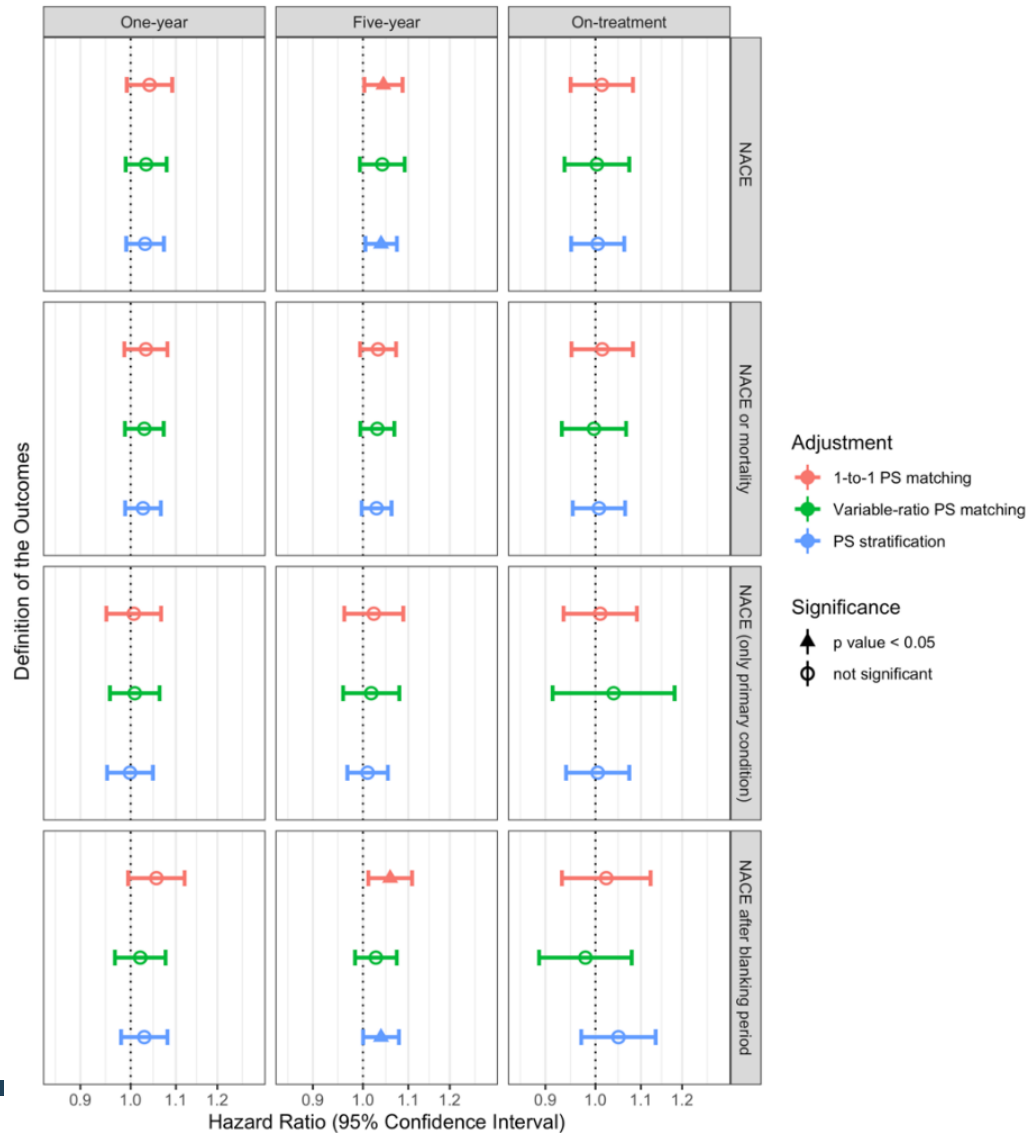 One-year
Five-year
On-treatment
NACE
NACE or mortality
NACE (only primary condition)
NACE after blanking period
Definition of the Outcomes
Adjustment
1-to-1 PS matching
Variable-ratio PS matching
PS stratification
Significance
p value < 0.05
not significant
0.9 1.0 1.1 1.2 0.9 1.0 1.1 1.2 0.9 1.0 1.1 1.2
Hazard Ratio (95% Confidence Interval)